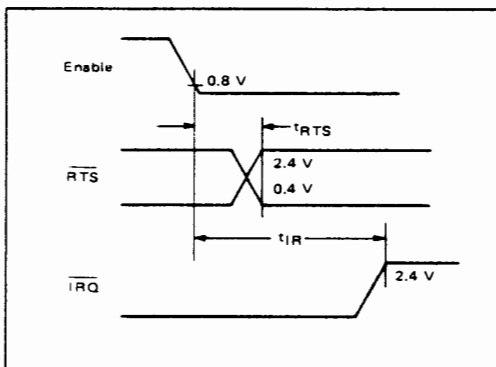 Enable
0.8 V
tRTS
RTS
2.4 V
0.4 V
tIR
IRQ
2.4 V